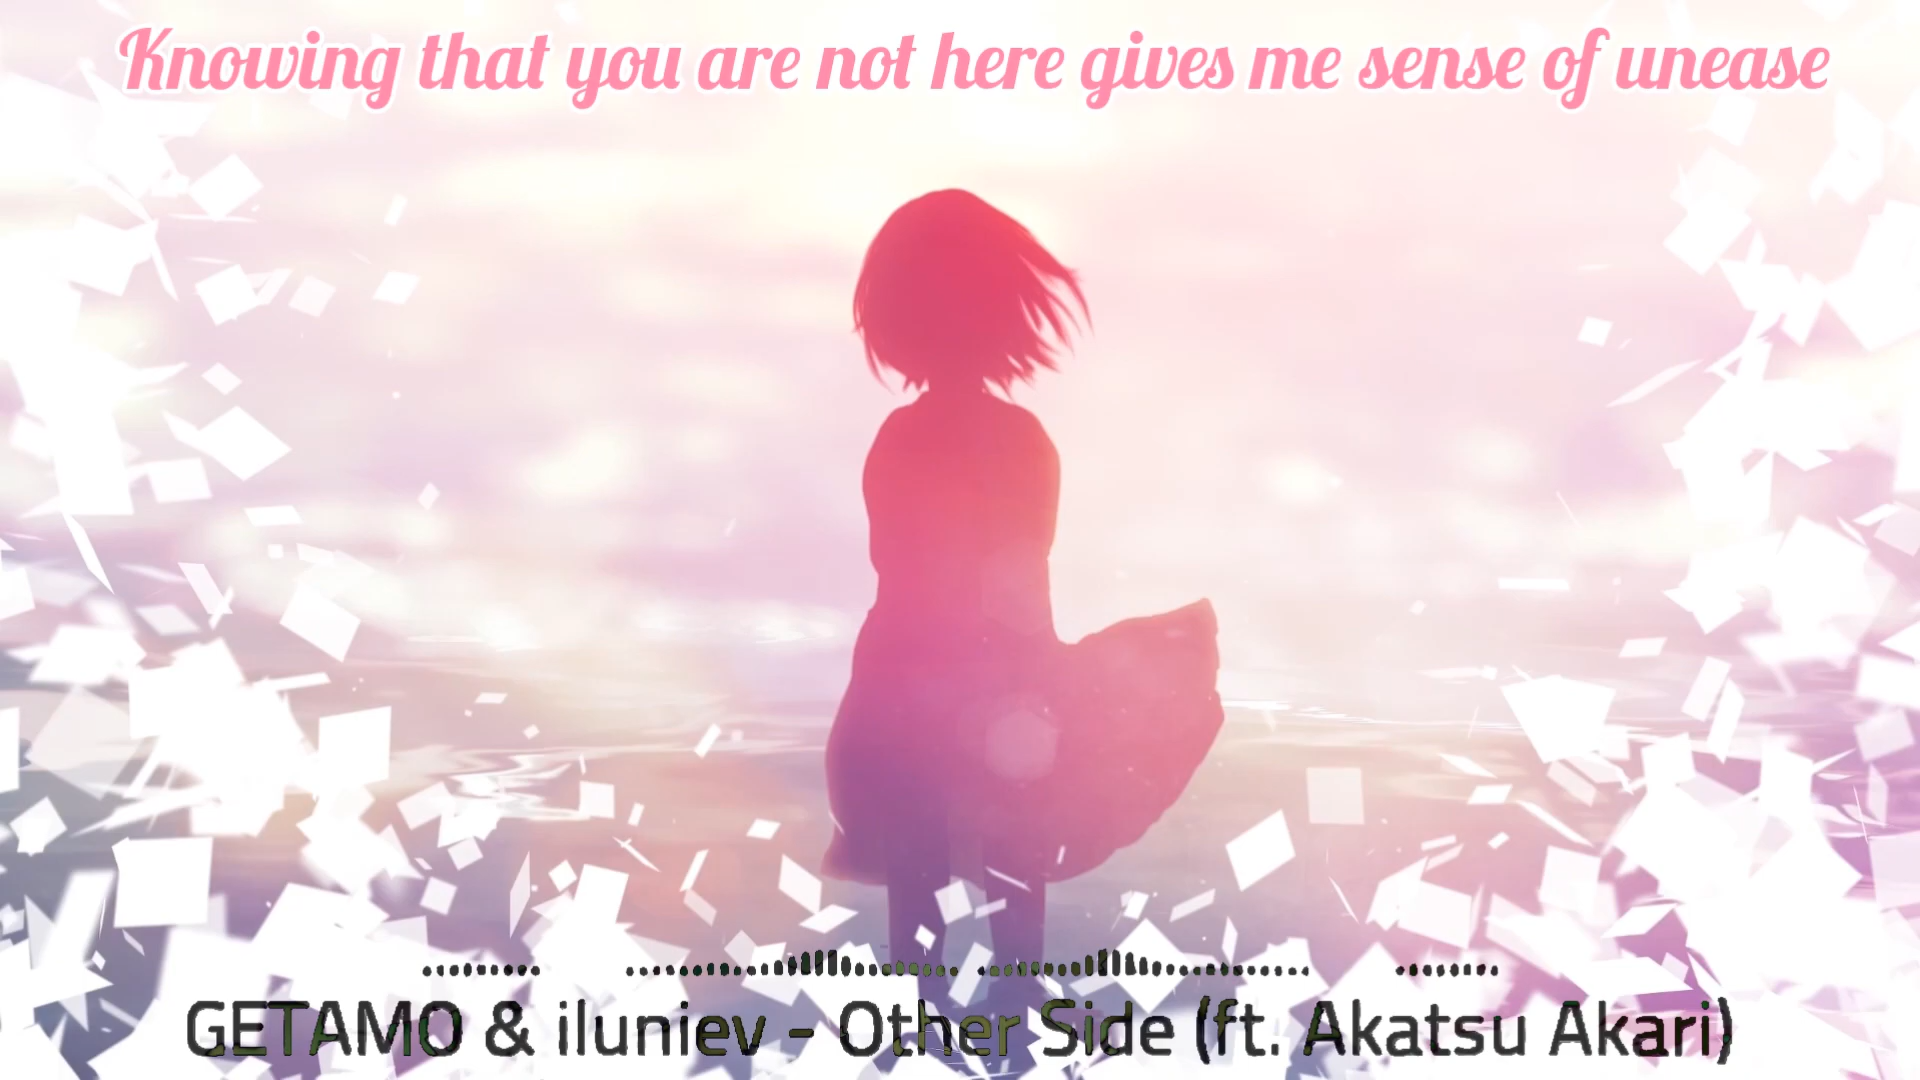 Knowing that you are not here gives me sense of unease
GETAMO & iluniev - Other Side (ft. Akatsu Akari)